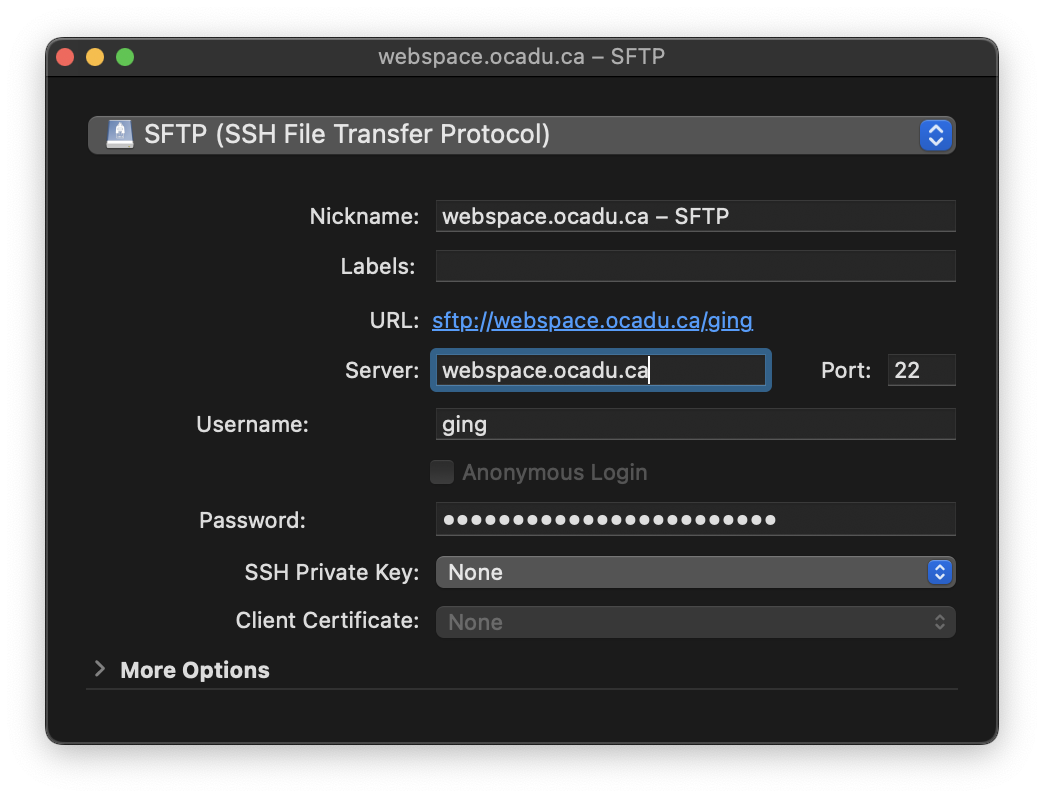 webspace.ocadu.ca – SFTP
SFTP (SSH File Transfer Protocol)
Nickname: webspace.ocadu.ca – SFTP
Labels:
URL: sftp://webspace.ocadu.ca/ging
Server: webspace.ocadu.ca Port: 22
Username: ging
Anonymous Login
Password: ••••••••••••••••••••••••
SSH Private Key: None
Client Certificate: None
More Options